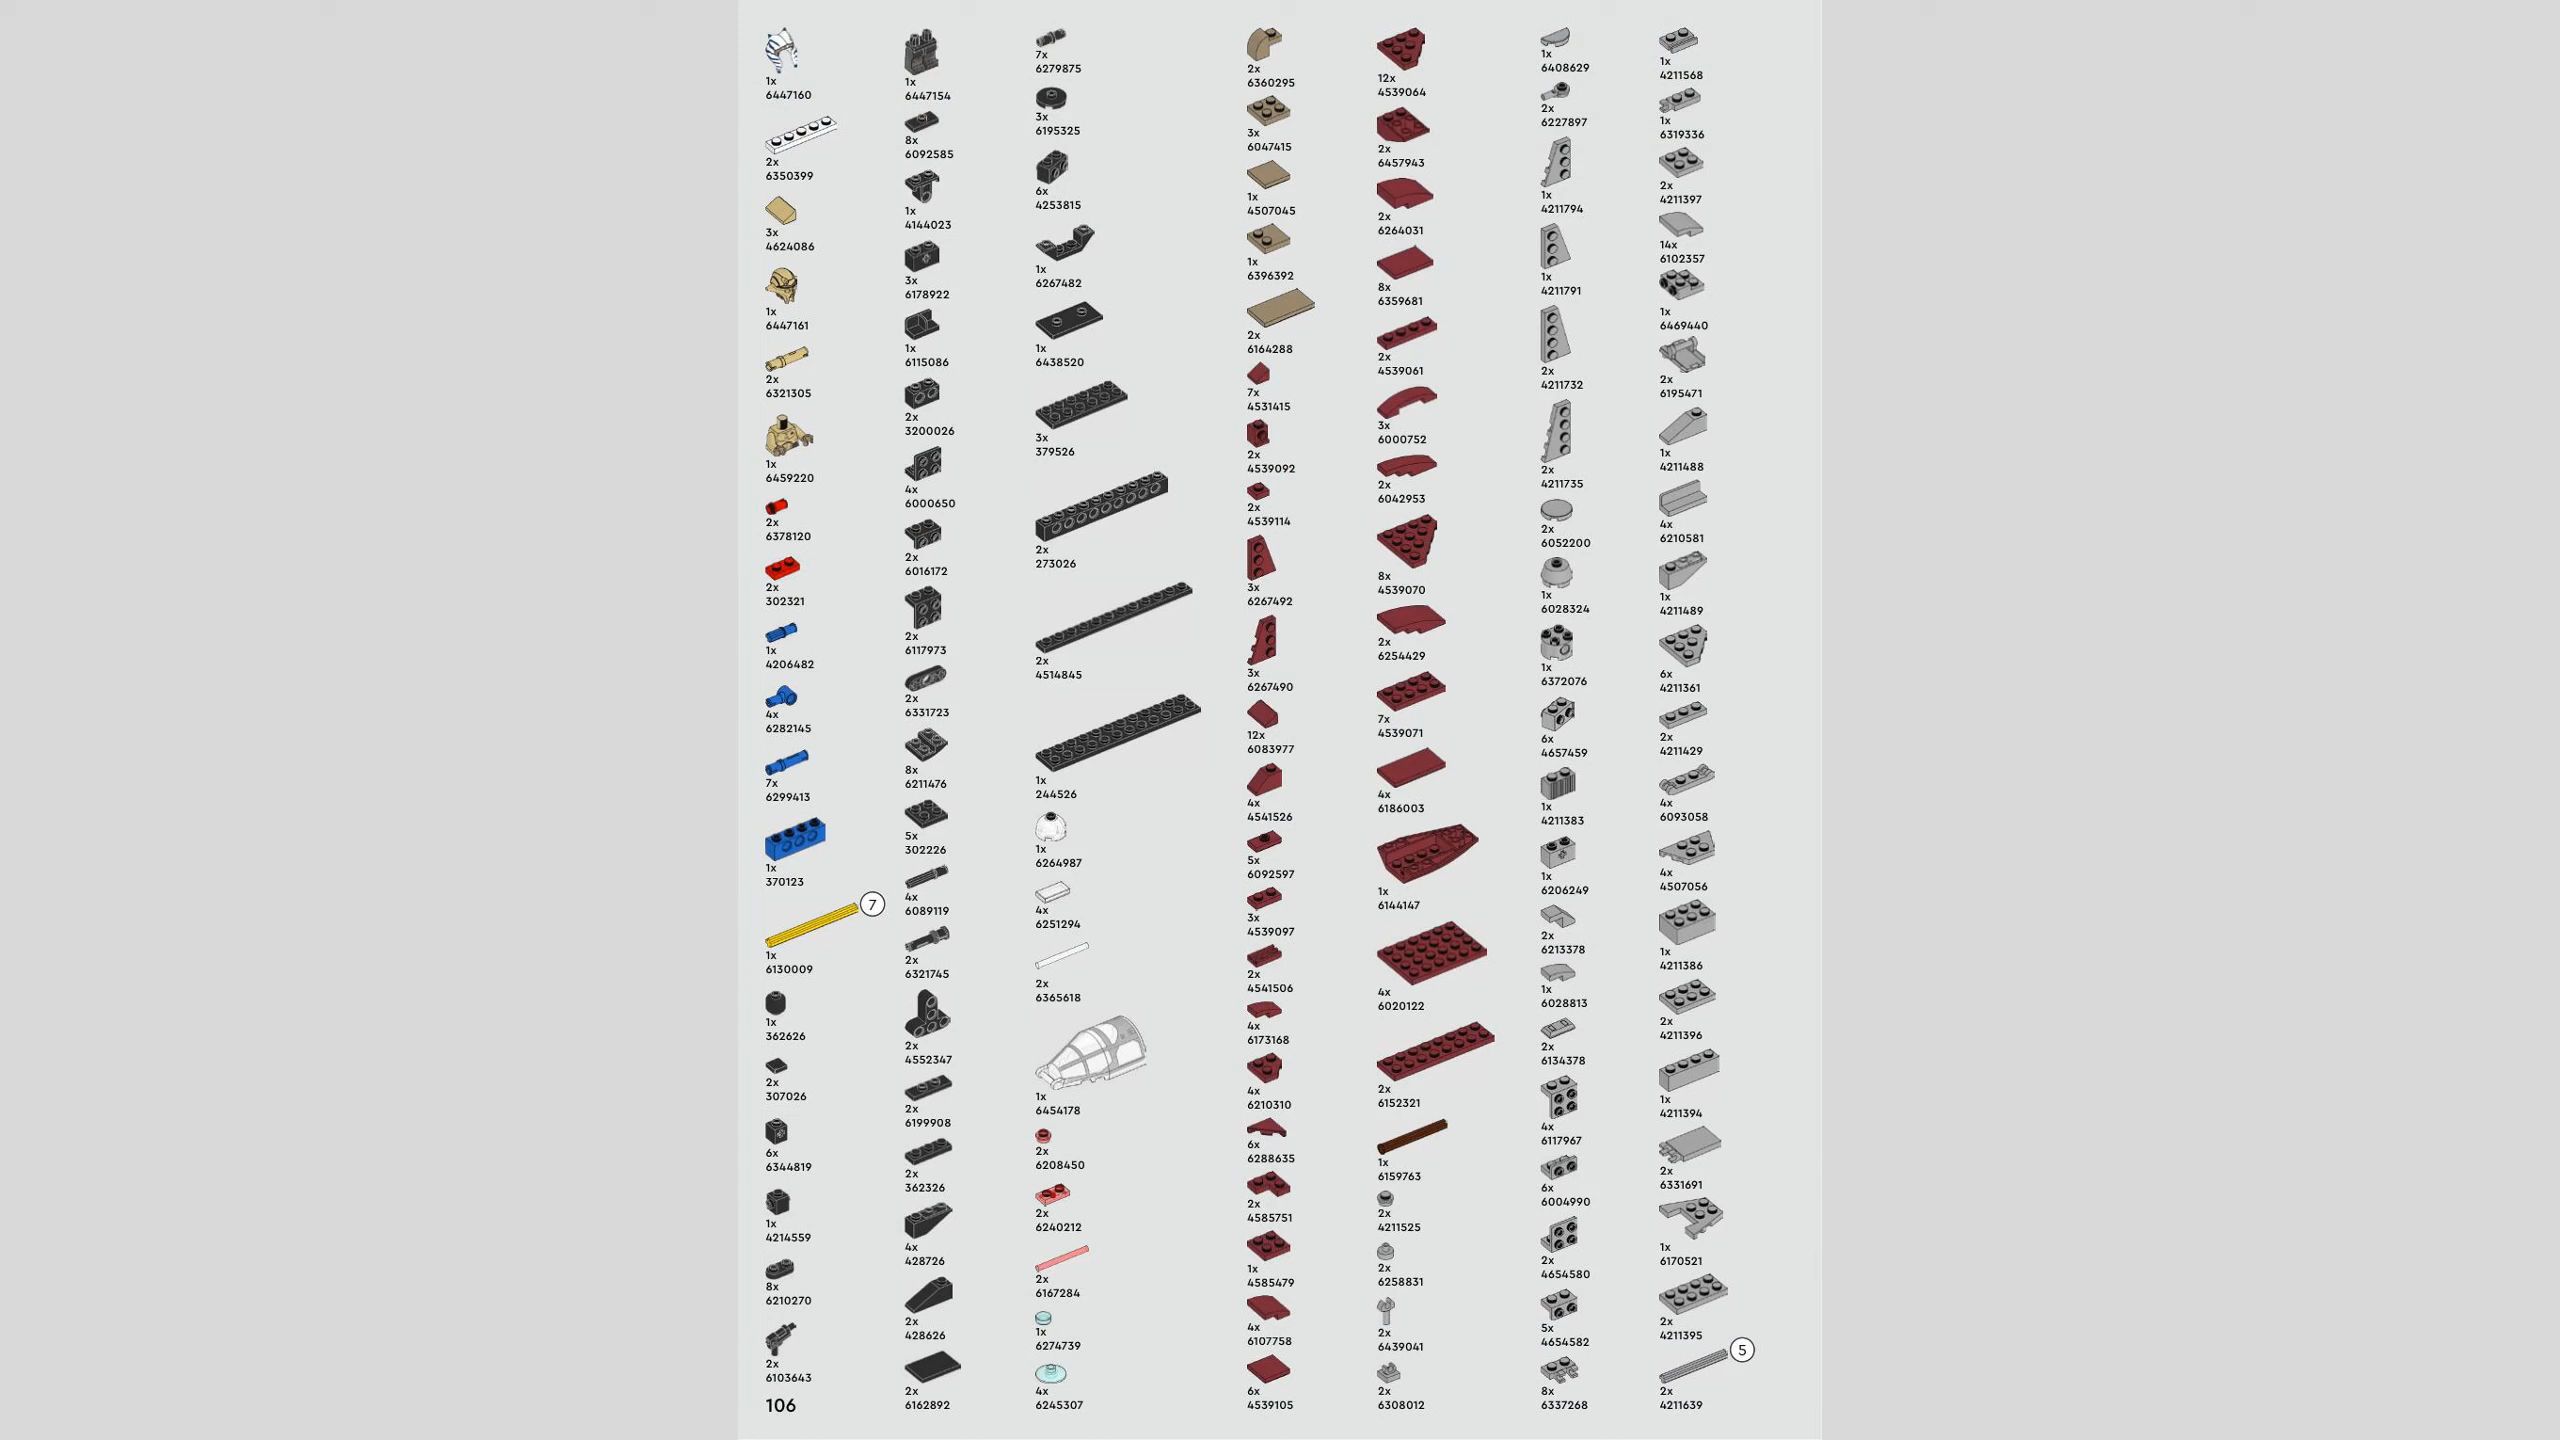 1x
6447160
2x
6350399
3x
4624086
1x
6447161
2x
6321305
1x
6459220
2x
6378120
2x
302321
1x
4206482
4x
6282145
7x
6299413
1x
370123
7
1x
6130009
1x
362626
2x
307026
6x
6344819
1x
4214559
8x
6210270
2x
6103643
106
1x
6447154
8x
6092585
1x
4144023
3x
6178922
1x
6115086
2x
3200026
4x
6000650
2x
6016172
2x
6117973
2x
6331723
8x
6211476
5x
302226
4x
6089119
2x
6321745
2x
4552347
2x
6199908
2x
362326
4x
428726
2x
428626
2x
6162892
7x
6279875
3x
6195325
6x
4253815
1x
6267482
1x
6438520
3x
379526
2x
273026
2x
4514845
1x
244526
1x
6264987
4x
6251294
2x
6365618
1x
6454178
2x
6208450
2x
6240212
2x
6167284
1x
6274739
4x
6245307
2x
6360295
3x
6047415
1x
4507045
1x
6396392
2x
6164288
7x
4531415
2x
4539092
2x
4539114
3x
6267492
3x
6267490
12x
6083977
4x
4541526
5x
6092597
3x
4539097
2x
4541506
4x
6173168
4x
6210310
6x
6288635
2x
4585751
1x
4585479
4x
6107758
6x
4539105
12x
4539064
2x
6457943
2x
6264031
8x
6359681
2x
4539061
3x
6000752
2x
6042953
8x
4539070
2x
6254429
7x
4539071
4x
6186003
1x
6144147
4x
6020122
2x
6152321
1x
6159763
2x
4211525
2x
6258831
2x
6439041
2x
6308012
1x
6408629
2x
6227897
1x
4211794
1x
4211791
2x
4211732
2x
4211735
2x
6052200
1x
6028324
1x
6372076
6x
4657459
1x
4211383
1x
6206249
2x
6213378
1x
6028813
2x
6134378
4x
6117967
6x
6004990
2x
4654580
5x
4654582
8x
6337268
1x
4211568
1x
6319336
2x
4211397
14x
6102357
1x
6469440
2x
6195471
1x
4211488
4x
6210581
1x
4211489
6x
4211361
2x
4211429
4x
6093058
4x
4507056
1x
4211386
2x
4211396
1x
4211394
2x
6331691
1x
6170521
2x
4211395
5
2x
4211639